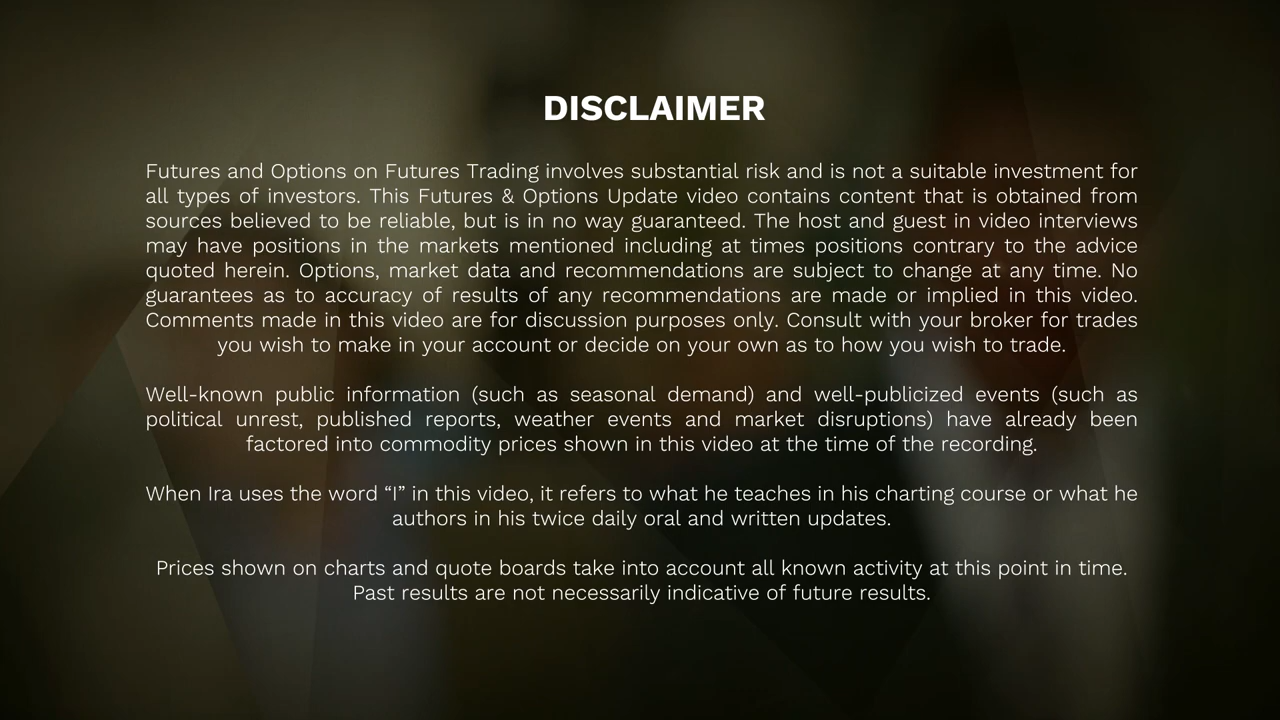 DISCLAIMER
Futures and Options on Futures Trading involves substantial risk and is not a suitable investment for
all types of investors. This Futures & Options Update video contains content that is obtained from
sources believed to be reliable, but is in no way guaranteed. The host and guest in video interviews
may have positions in the markets mentioned including at times positions contrary to the advice
quoted herein. Options, market data and recommendations are subject to change at any time. No
guarantees as to accuracy of results of any recommendations are made or implied in this video.
Comments made in this video are for discussion purposes only. Consult with your broker for trades
you wish to make in your account or decide on your own as to how you wish to trade.
Well-known public information (such as seasonal demand) and well-publicized events (such as
political unrest, published reports, weather events and market disruptions) have already been
factored into commodity prices shown in this video at the time of the recording.
When Ira uses the word “I” in this video, it refers to what he teaches in his charting course or what he
authors in his twice daily oral and written updates.
Prices shown on charts and quote boards take into account all known activity at this point in time.
Past results are not necessarily indicative of future results.